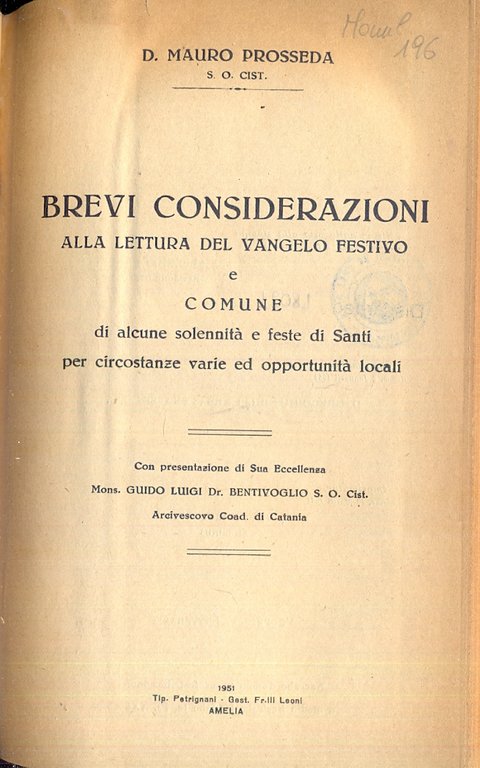 196
D. MAURO PROSSEDA
S. O. CIST.
BREVI CONSIDERAZIONI
ALLA LETTURA DEL VANGELO FESTIVO
e
COMUNE
di alcune solennità e feste di Santi
per circostanze varie ed opportunità locali
Con presentazione di Sua Eccellenza
Mons. GUIDO LUIGI Dr. BENTIVOGLIO S. O. Cist.
Arcivescovo Coad. di Catania
1951
Tip. Petrignani - Gest. Fr.lli Leoni
AMELIA